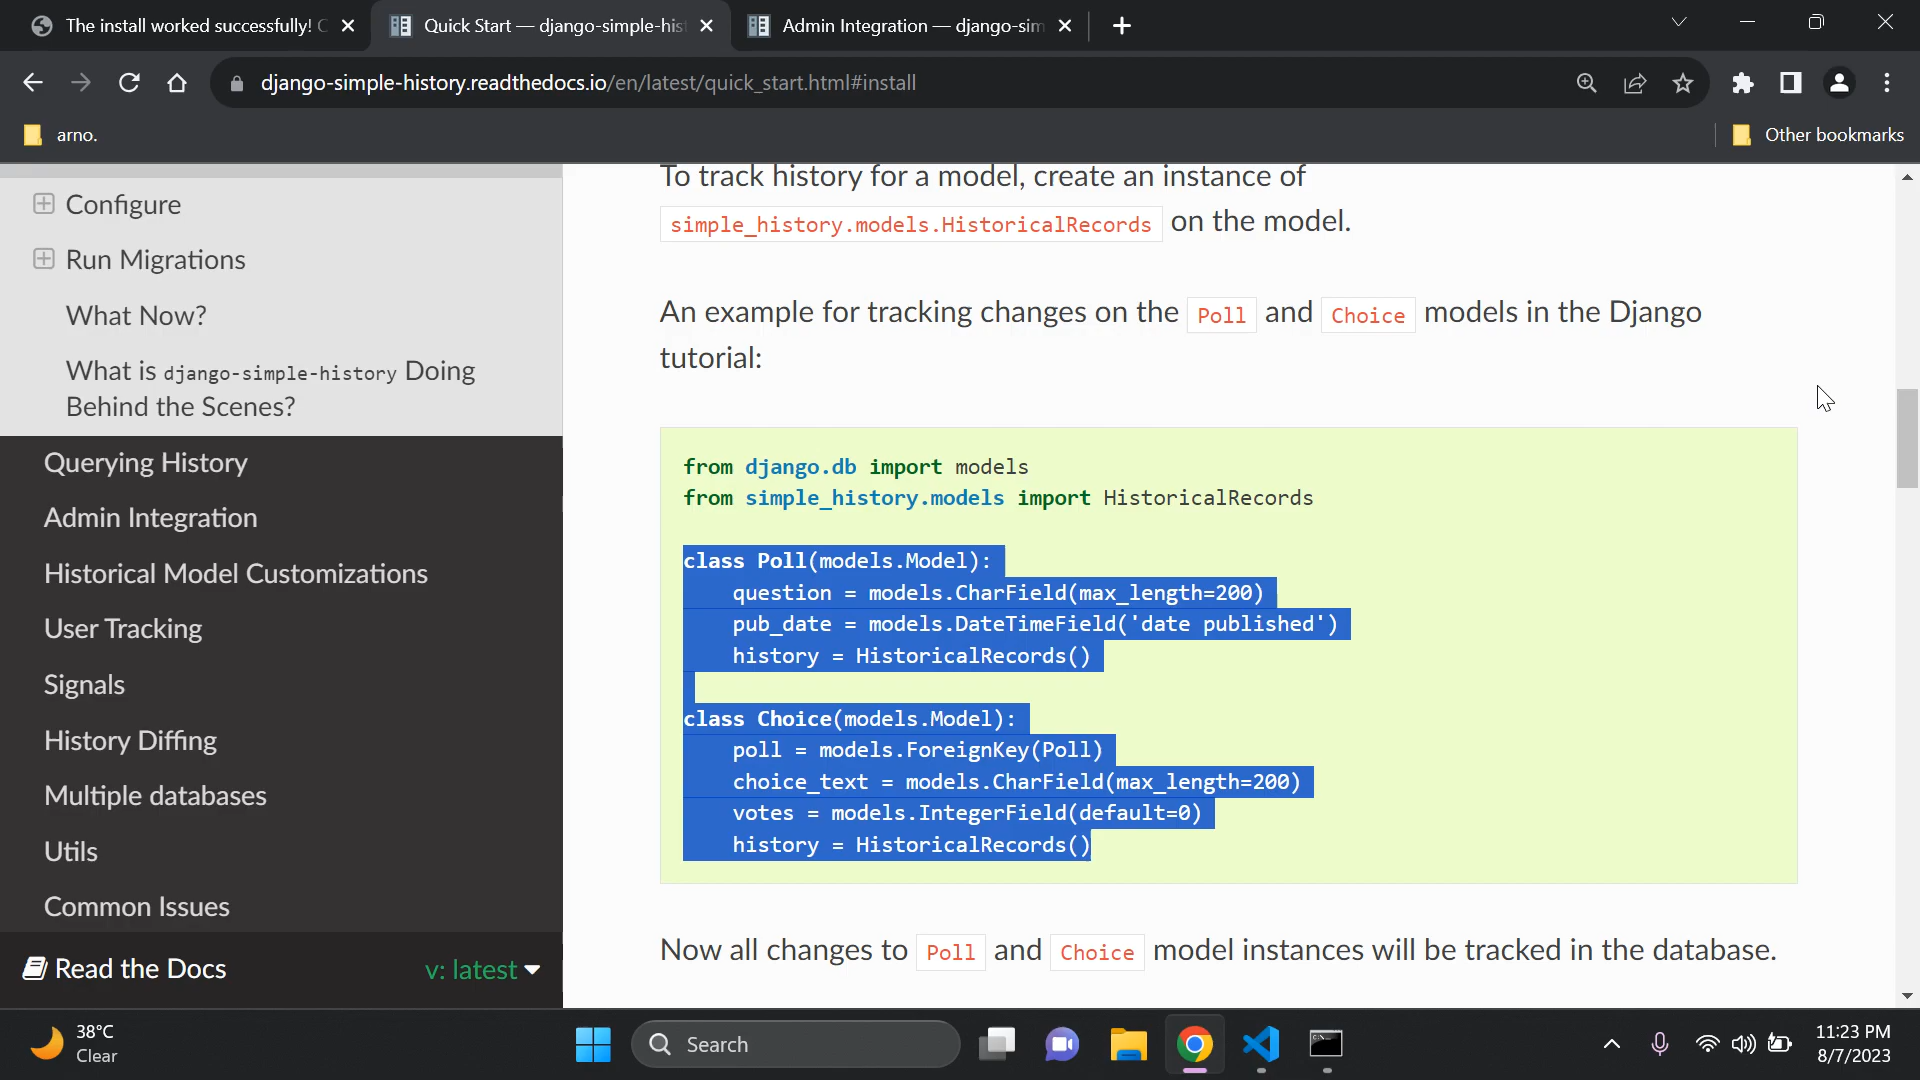 The install worked successfully! C
Quick Start — django-simple-his
Admin Integration — django-sim
django-simple-history.readthedocs.io/en/latest/quick_start.html#install
arno.
Other bookmarks
Configure
Run Migrations
What Now?
What is django-simple-history Doing
Behind the Scenes?
Querying History
Admin Integration
Historical Model Customizations
User Tracking
Signals
History Diffing
Multiple databases
Utils
Common Issues
Read the Docs
v: latest
To track history for a model, create an instance of
simple_history.models.HistoricalRecords on the model.
An example for tracking changes on the Poll and Choice models in the Django
tutorial:
from django.db import models
from simple_history.models import HistoricalRecords
class Poll(models.Model):
question = models.CharField(max_length=200)
pub_date = models.DateTimeField('date published')
history = HistoricalRecords()
class Choice(models.Model):
poll = models.ForeignKey(Poll)
choice_text = models.CharField(max_length=200)
votes = models.IntegerField(default=0)
history = HistoricalRecords()
Now all changes to Poll and Choice model instances will be tracked in the database.
38°C
Clear
Search
11:23 PM
8/7/2023